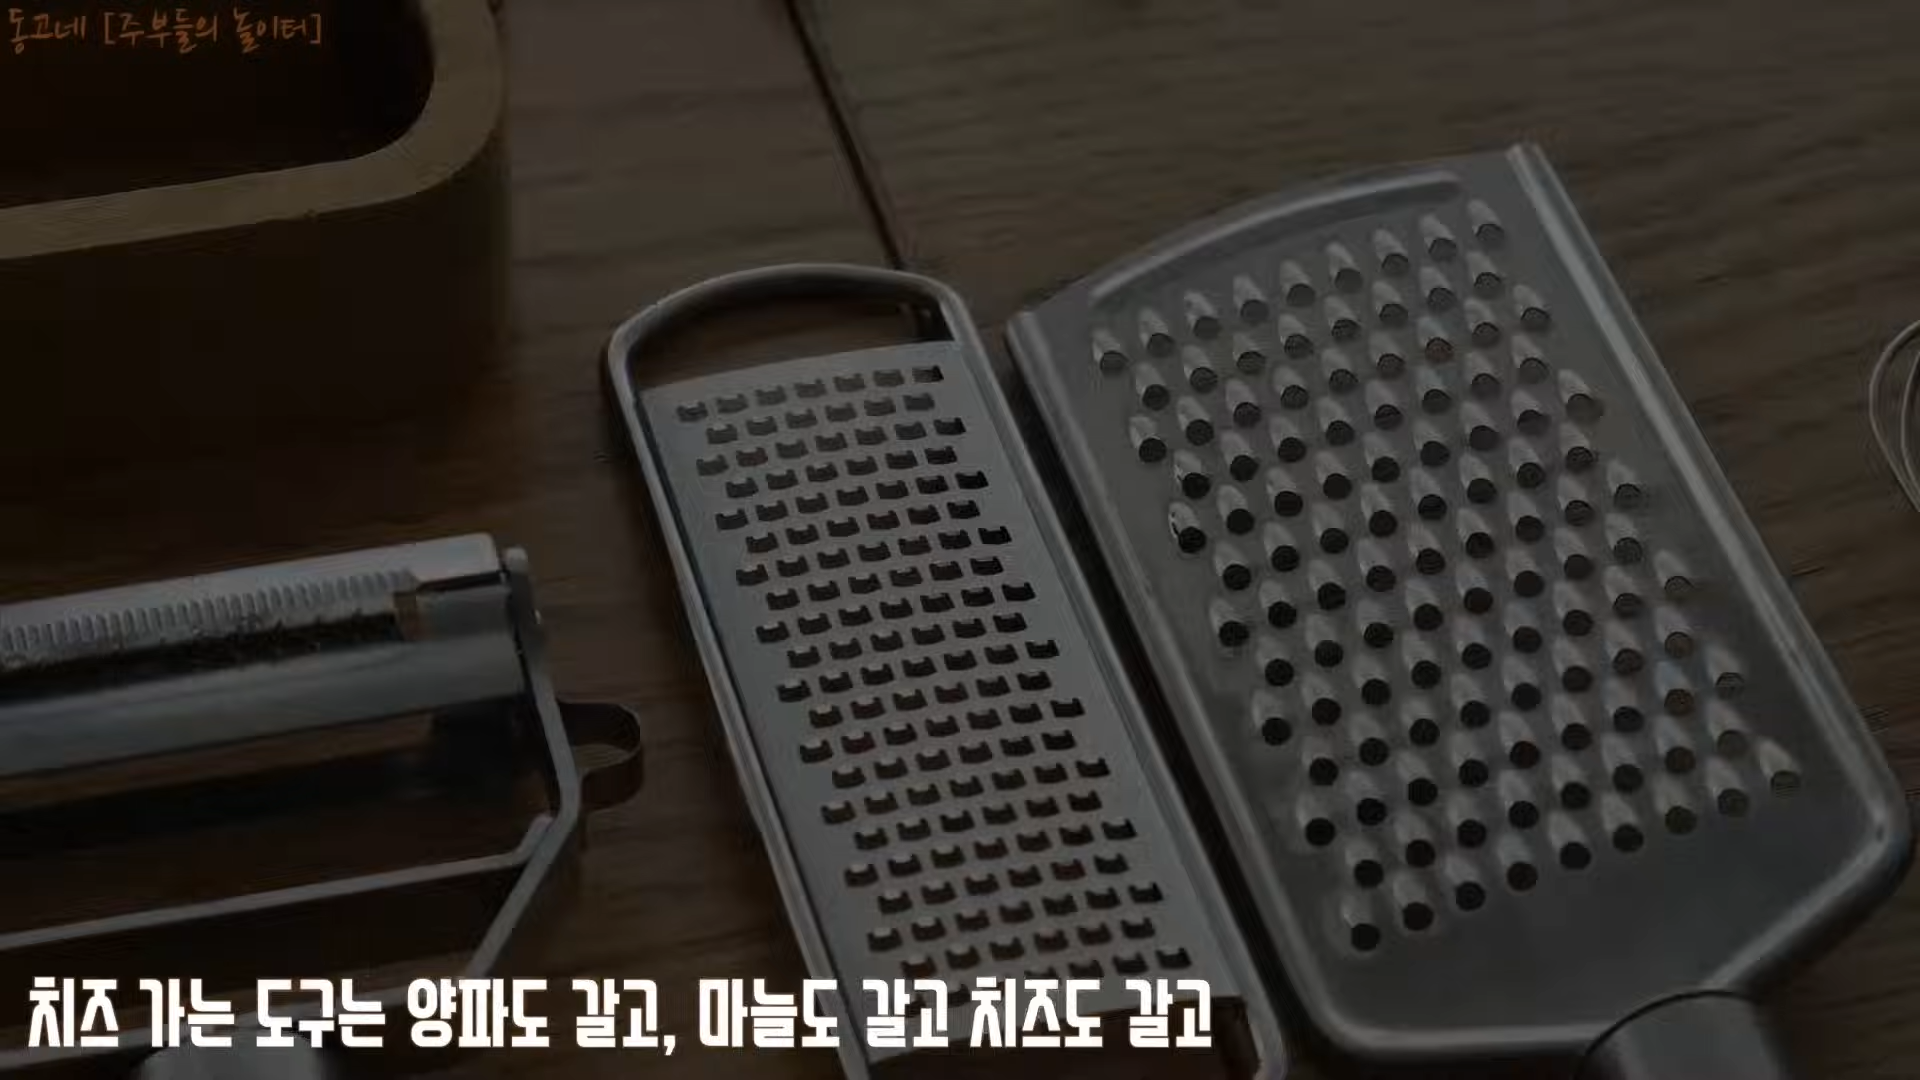 동고네 [주부들의 놀이터]
치즈 가는 도구는 양파도 갈고, 마늘도 갈고 치즈도 갈고